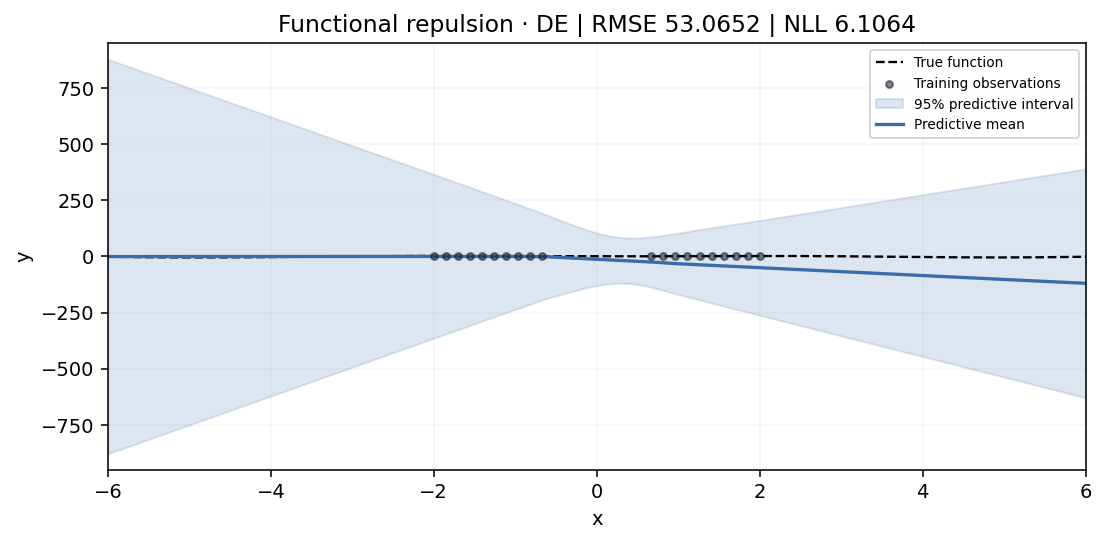 Functional repulsion · DE | RMSE 53.0652 | NLL 6.1064
True function
Training observations
95% predictive interval
Predictive mean
y
750
500
250
0
−250
−500
−750
−6
−4
−2
0
2
4
6
x